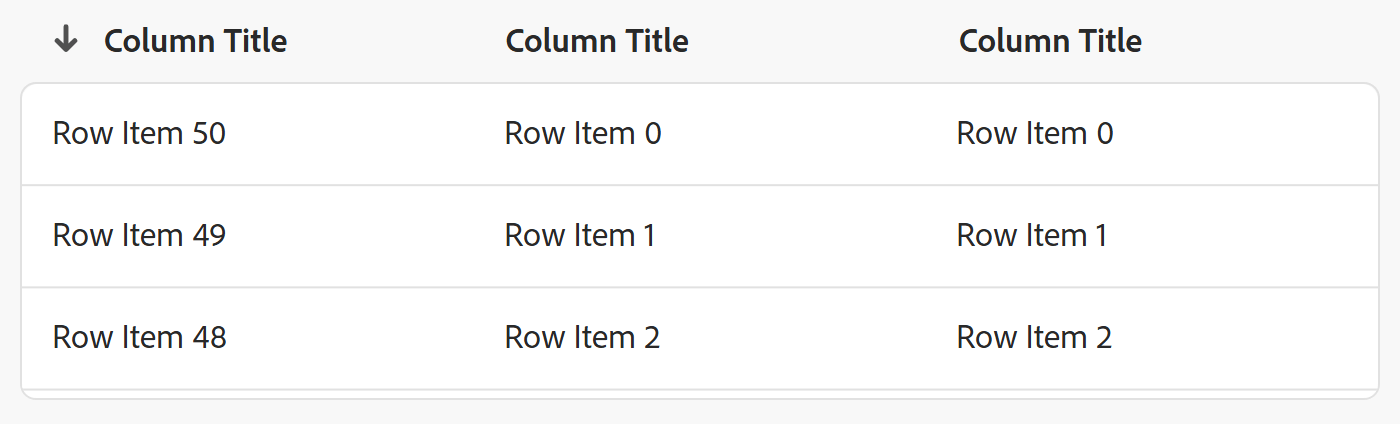 Column Title Column Title Column Title
Row Item 50 Row Item 0 Row Item 0
Row Item 49 Row Item 1 Row Item 1
Row Item 48 Row Item 2 Row Item 2